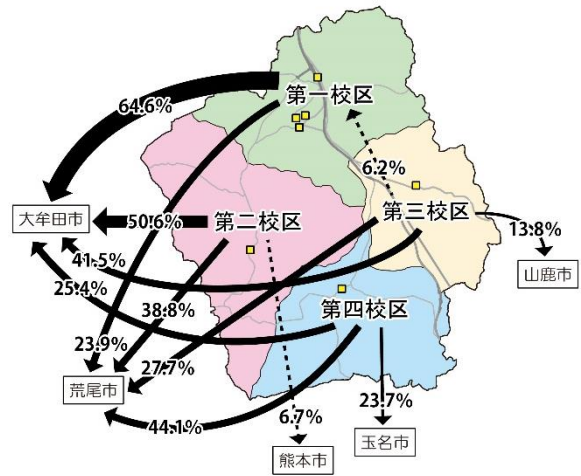 第一校区
64.6%
6.2%
大牟田市
50.6%
第二校区
第三校区
13.8%
41.5%
山鹿市
25.4%
38.8%
第四校区
23.9%
27.7%
荒尾市
23.7%
44.1%
6.7%
玉名市
熊本市